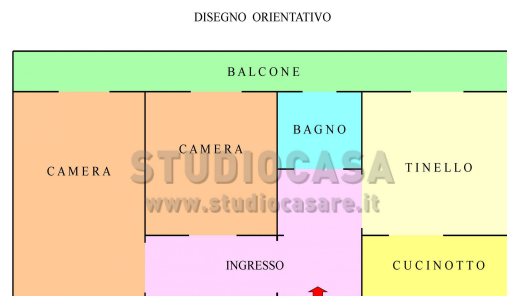 DISEGNO ORIENTATIVO
BALCONE
BAGNO
CAMERA
CAMERA
TINELLO
STUDIOCASA
www.studiocasare.it
INGRESSO
CUCINOTTO